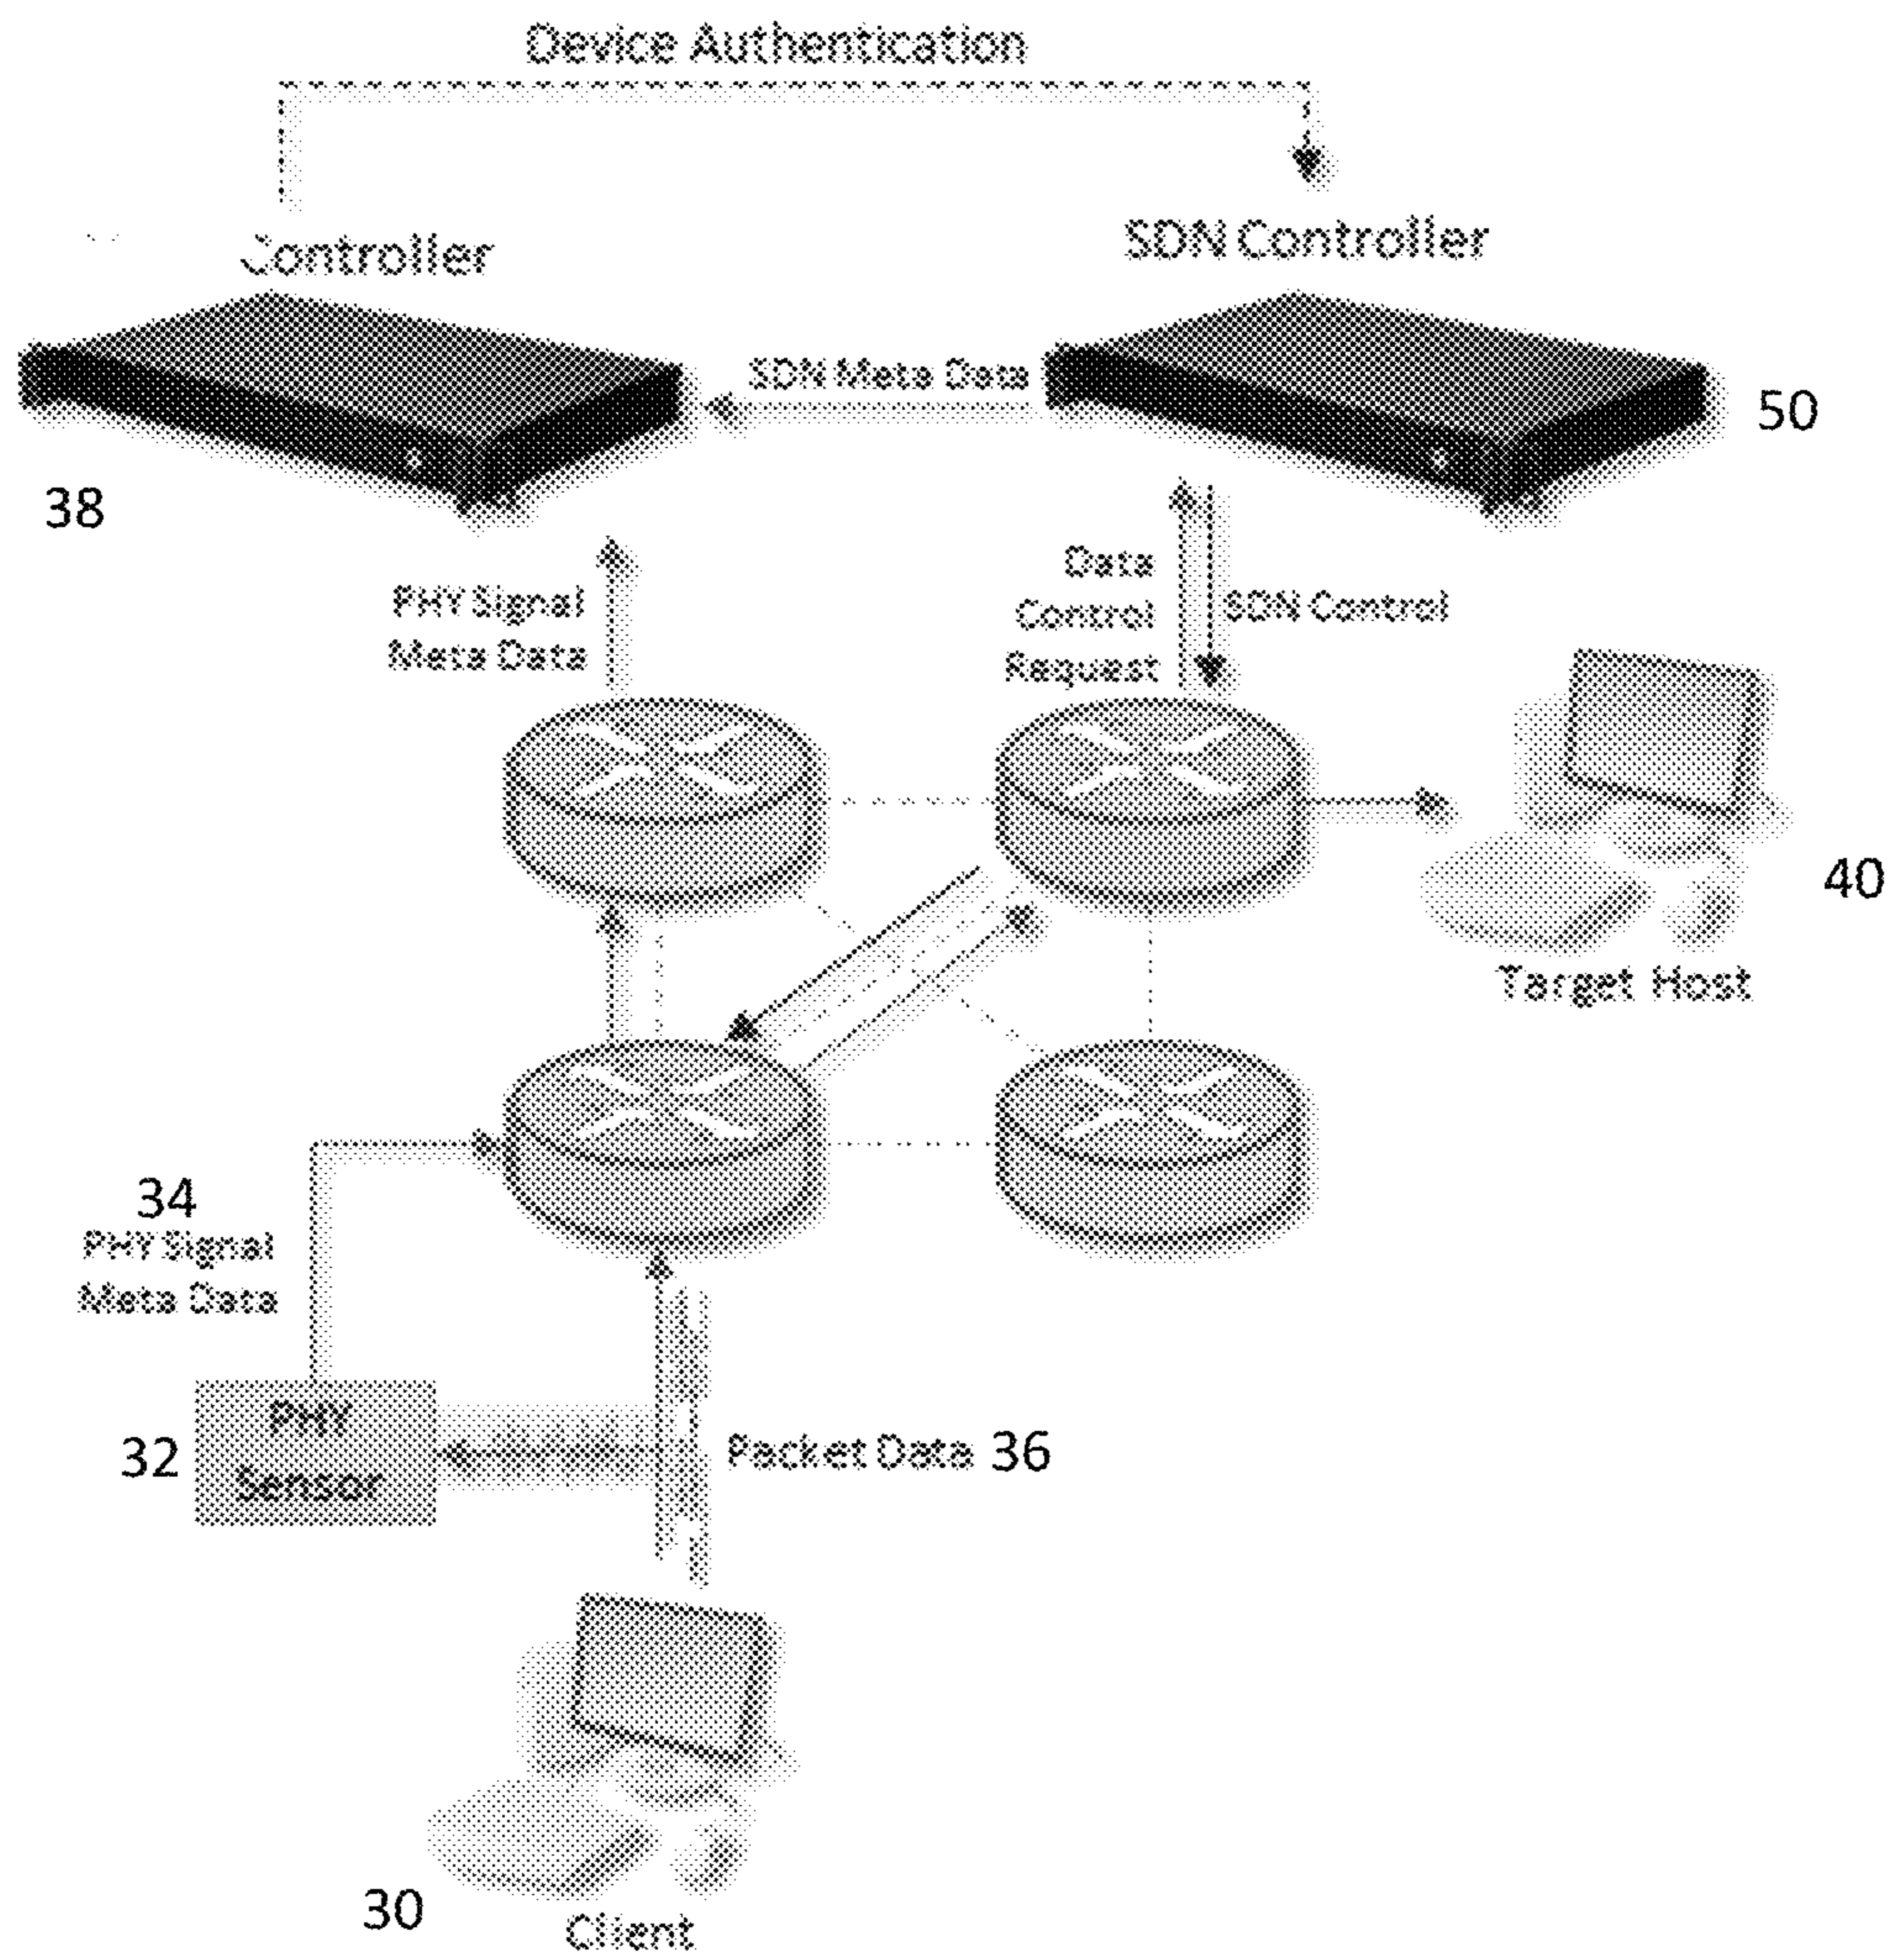 Device Authentication
Controller
SDN Controller
SDN Meta Data
50
38
PHY Signal
Meta Data
Data
Control
Request
SDN Control
40
Target Host
34
PHY Signal
Meta Data
PHY
Sensor
32
Packet Data 36
30
Client